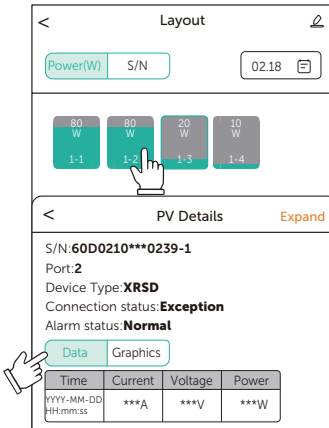 < Layout
Power(W) S/N 02.18
80 80 20 10
W W W W
1-1 1-2 1-3 1-4
< PV Details Expand
S/N:60D0210***0239-1
Port:2
Device Type:XRSD
Connection status:Exception
Alarm status:Normal
Data Graphics
Time Current Voltage Power
YYYY-MM-DD
HH:mm:ss ***A ***V ***W